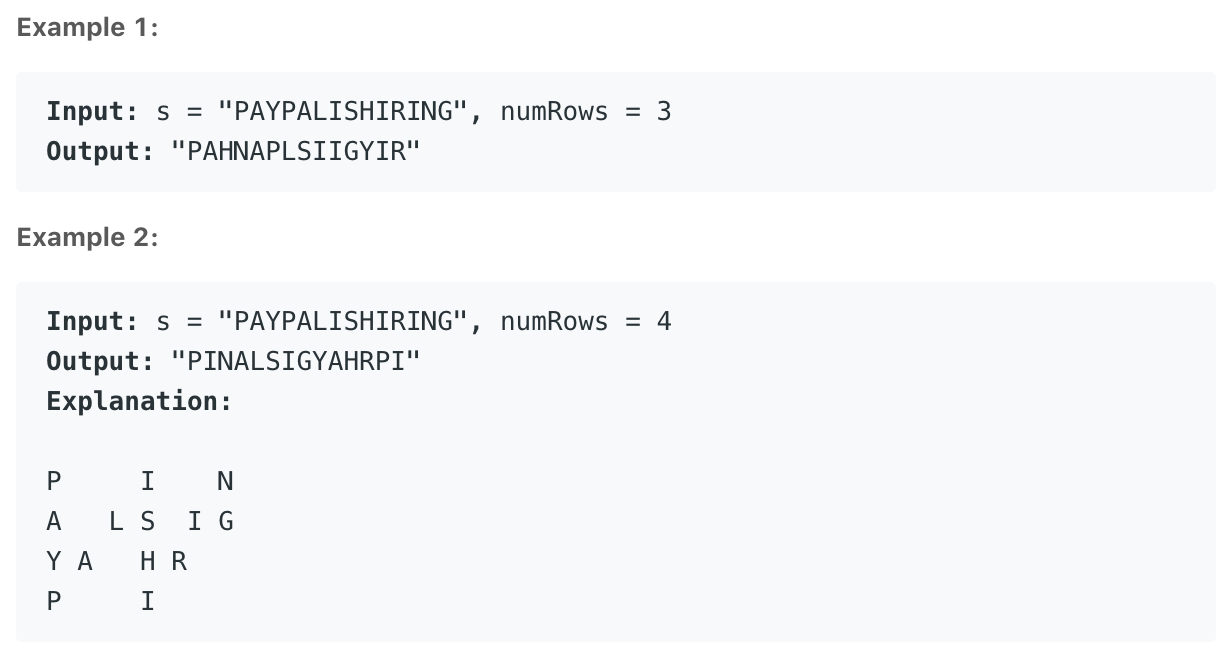 Example 1:
Input: s = "PAYPALISHIRING", numRows = 3
Output: "PAHNAPLSIIGYIR"
Example 2:
Input: s = "PAYPALISHIRING", numRows = 4
Output: "PINALSIGYAHRPI"
Explanation:
P     I    N
A   L S  I G
Y A   H R
P     I